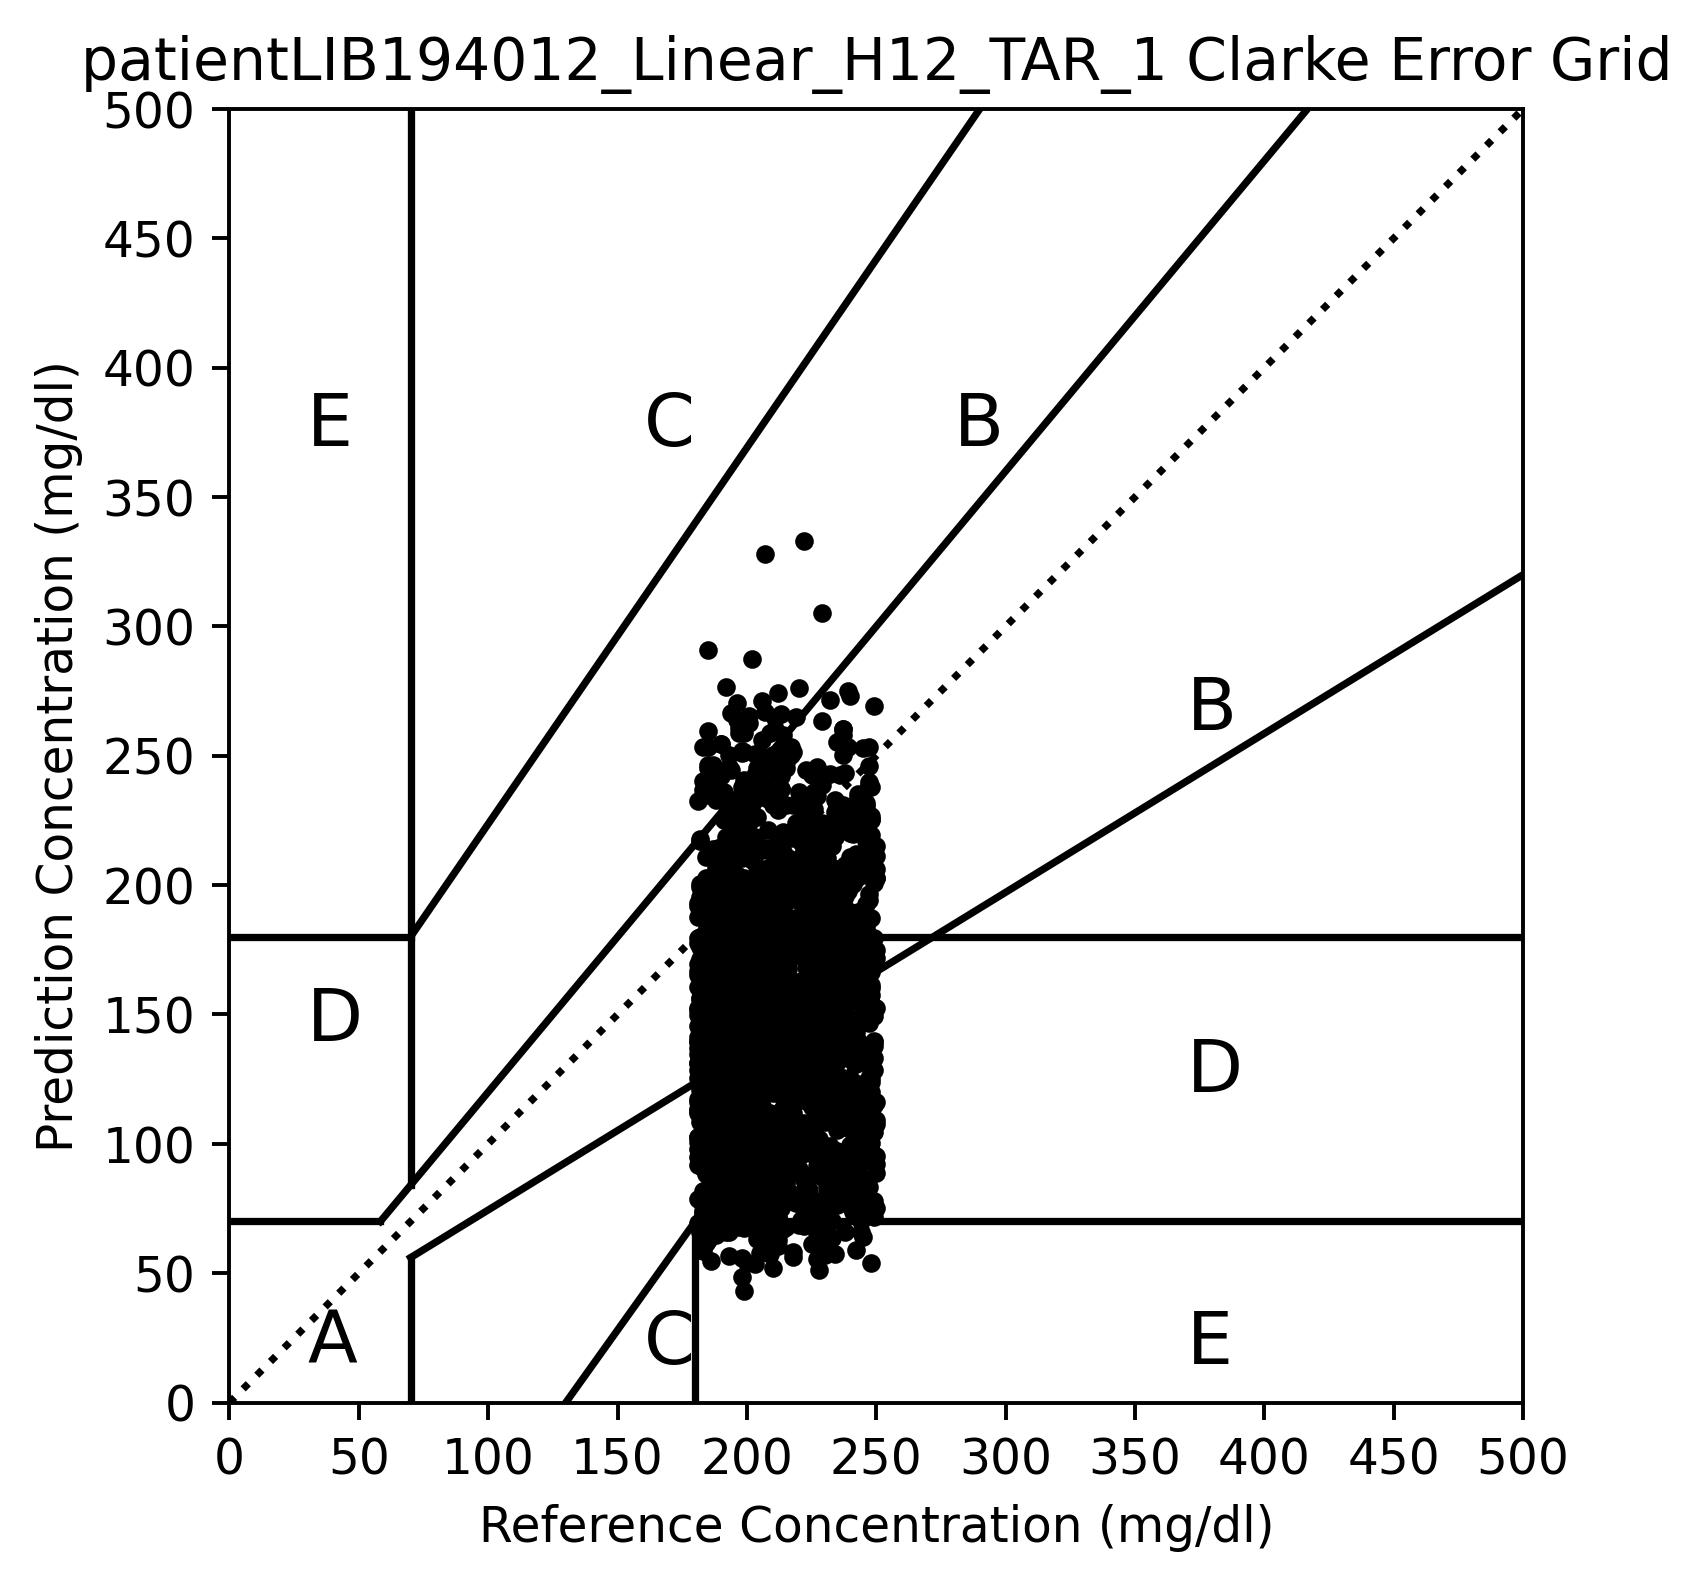 patientLIB194012_Linear_H12_TAR_1 Clarke Error Grid
500
450
400
350
300
250
200
150
100
50
0
Prediction Concentration (mg/dl)
E
C
B
B
D
D
A
C
E
0 50 100 150 200 250 300 350 400 450 500
Reference Concentration (mg/dl)